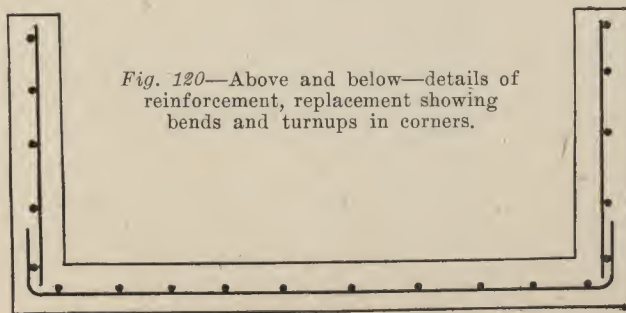 Fig. 120—Above and below—details of
reinforcement, replacement showing
bends and turnups in corners.